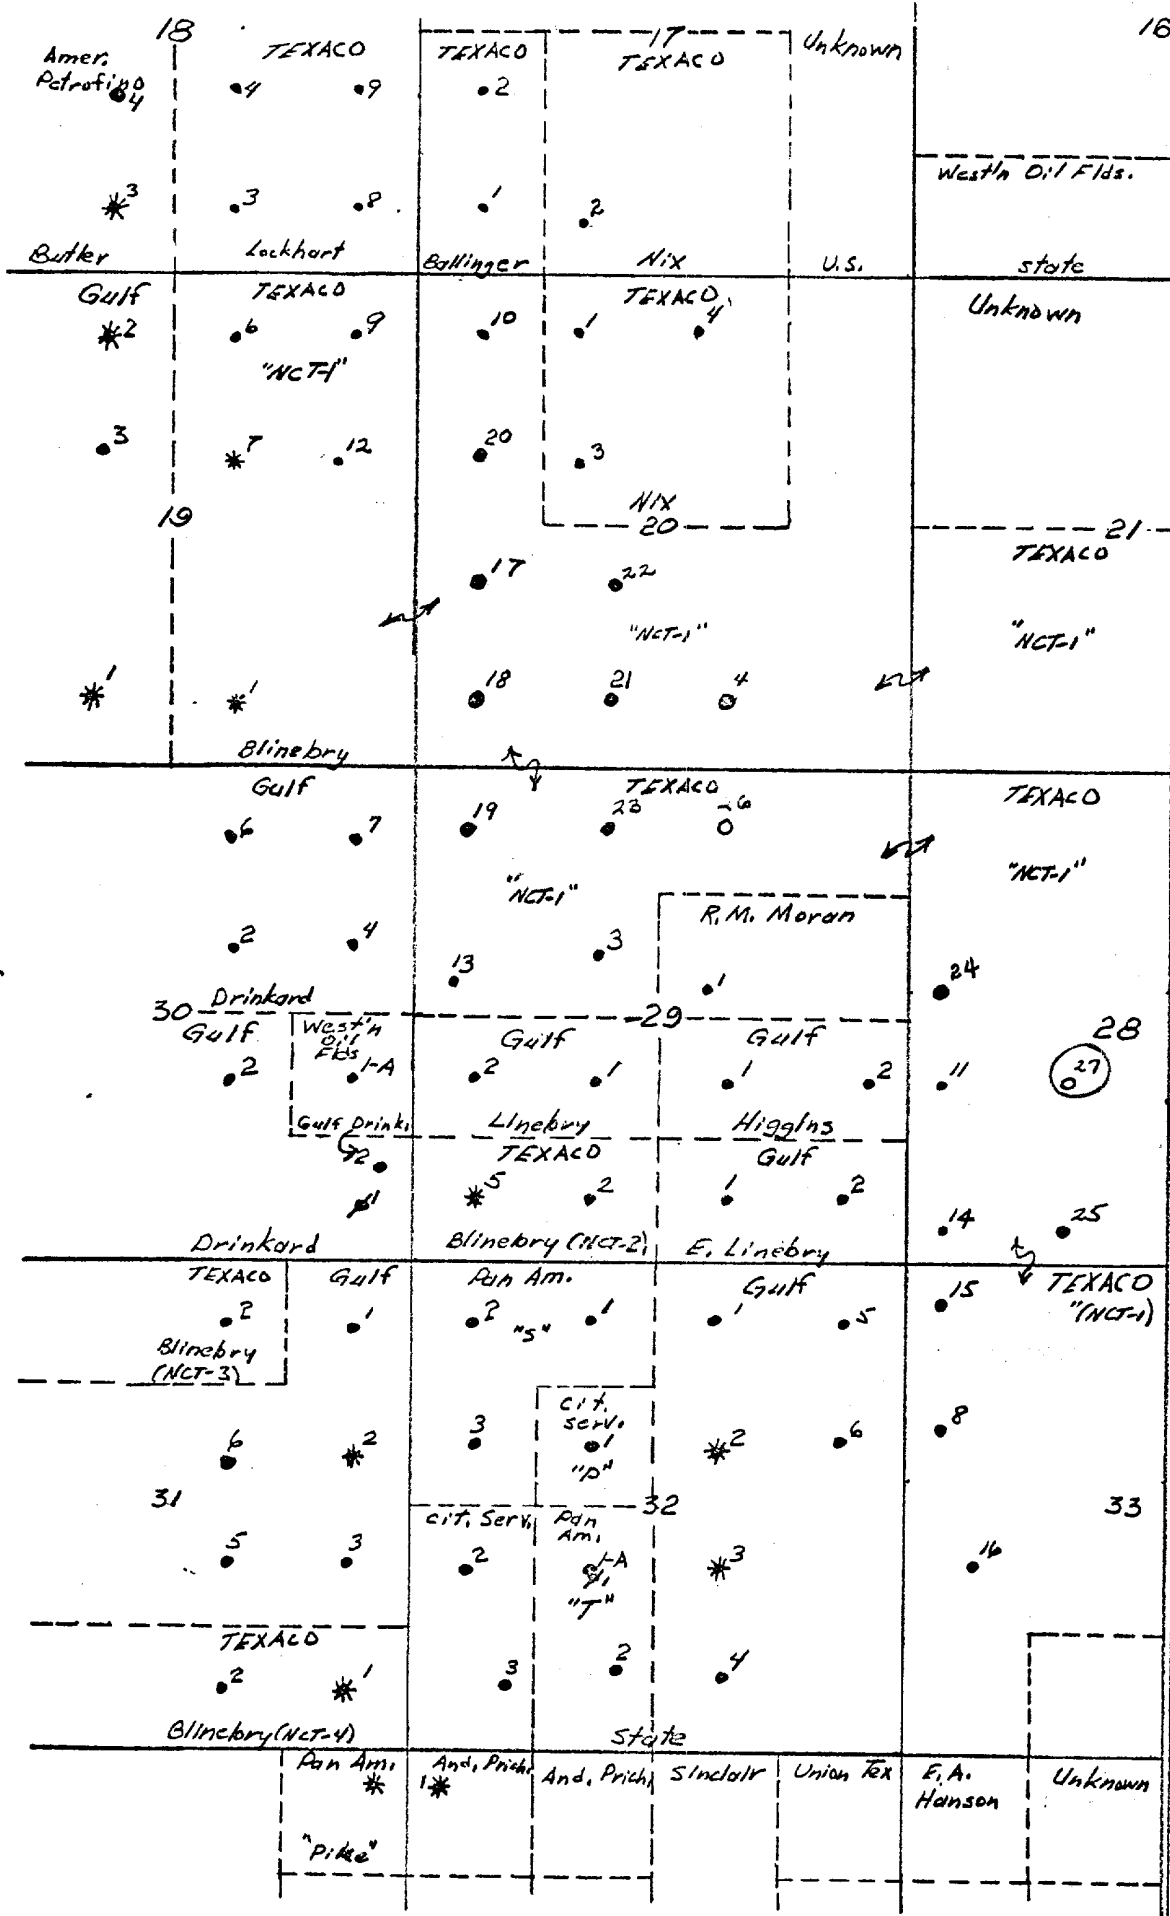 18 17 16
Amer. TEXACO TEXACO TEXACO Unknown
Petrofina
4 4 9 2
West'n Oil Flds.
3 3 8 1 2
Butler Lockhart Ballinger Nix U.S. State
Gulf TEXACO TEXACO Unknown
2 6 9 10 1 4
"NCT-1"
3 7 12 20 3
Nix
19 20 21
TEXACO
17 22
"NCT-1" "NCT-1"
1 1 18 21 4
Blinebry
Gulf TEXACO TEXACO
6 7 19 23 26
"NCT-1" "NCT-1"
R.M. Moran
2 4 13 3 1 24
Drinkard
30 29 28
Gulf West'n Gulf Gulf
Oil
Flds
2 1-A 2 1 1 2 11 27
Gulf Drink. Linebry Higgins
TEXACO Gulf
2
1 5 2 1 2 14 25
Drinkard Blinebry (NCT-2) E. Linebry
TEXACO Gulf Pan Am. Gulf TEXACO
2 1 2 "S" 1 1 5 15 "(NCT-1)
Blinebry
(NCT-3)
Cit.
Serv.
6 2 3 1 2 6 8
"P"
31 32 33
Cit. Serv. Pan
Am.
5 3 2 1-A 3 16
1
"T"
TEXACO
2 1 3 2 4
Blinebry (NCT-4) State
Pan Am. And. Prich. And. Prich. Sinclair Union Tex E.A. Unknown
1 Hanson
"Pike"